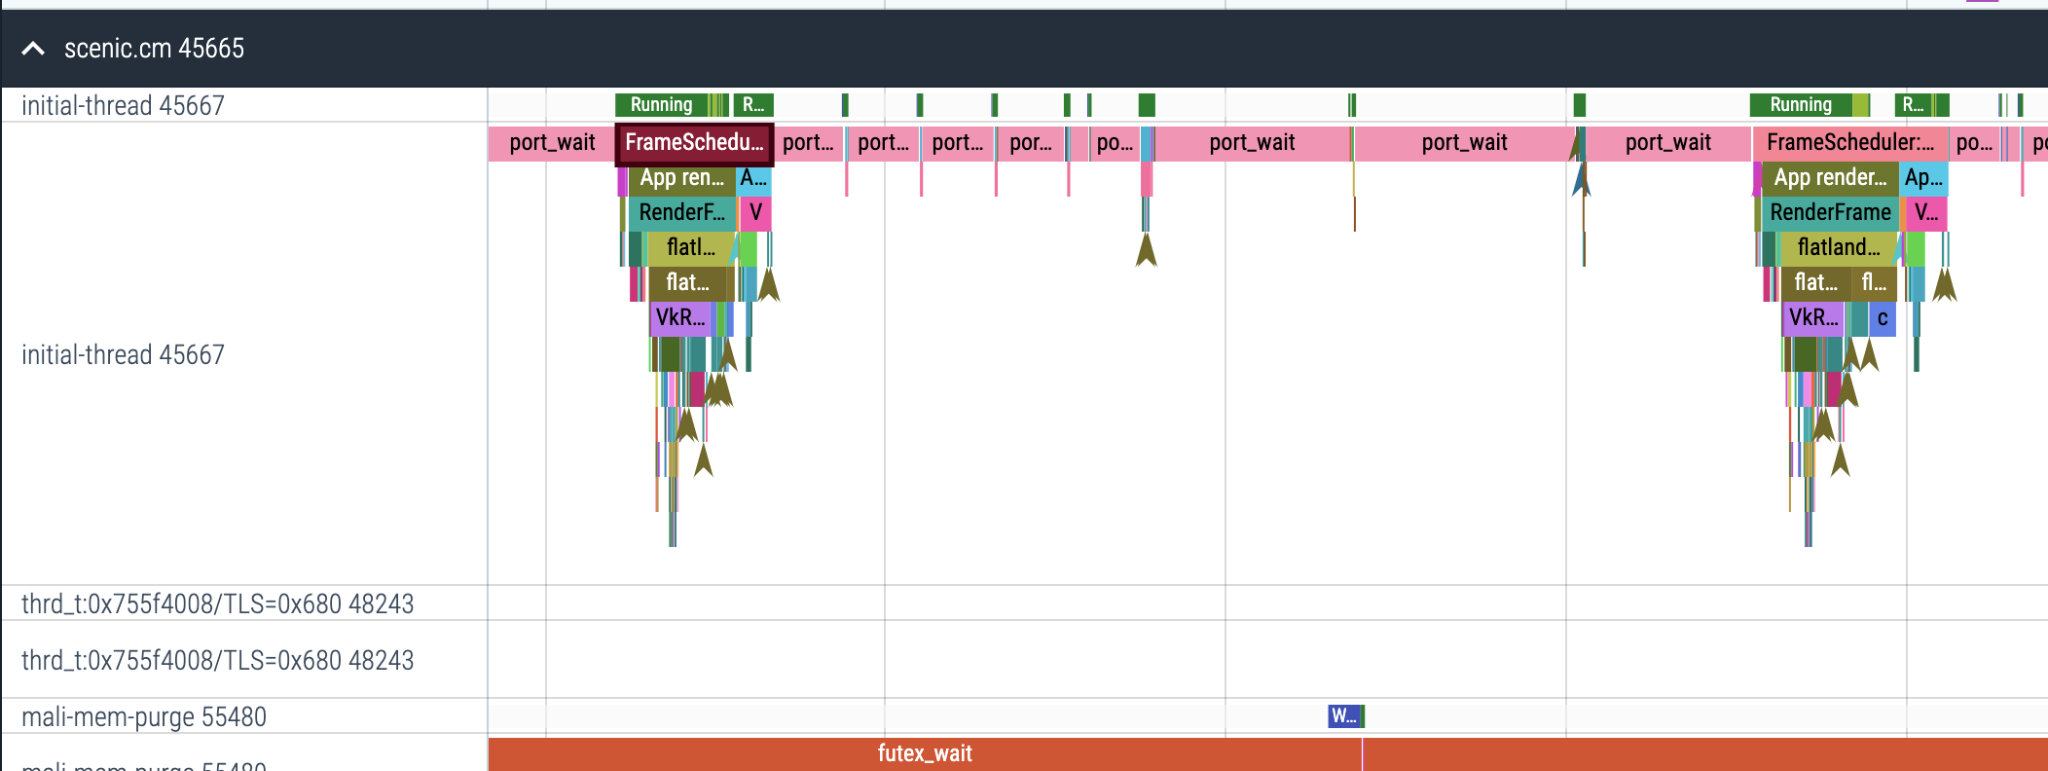 scenic.cm 45665
initial-thread 45667 Running R... Running R...
port_wait FrameSchedu... port... port... port... por... po... port_wait port_wait port_wait FrameScheduler:... po...
App ren... A... App render... Ap...
RenderF... V RenderFrame V...
flatl... flatland...
flat... flat... fl...
VkR... VkR... c
initial-thread 45667
thrd_t:0x755f4008/TLS=0x680 48243
thrd_t:0x755f4008/TLS=0x680 48243
mali-mem-purge 55480 W...
futex_wait
mali-mem-purge 55480